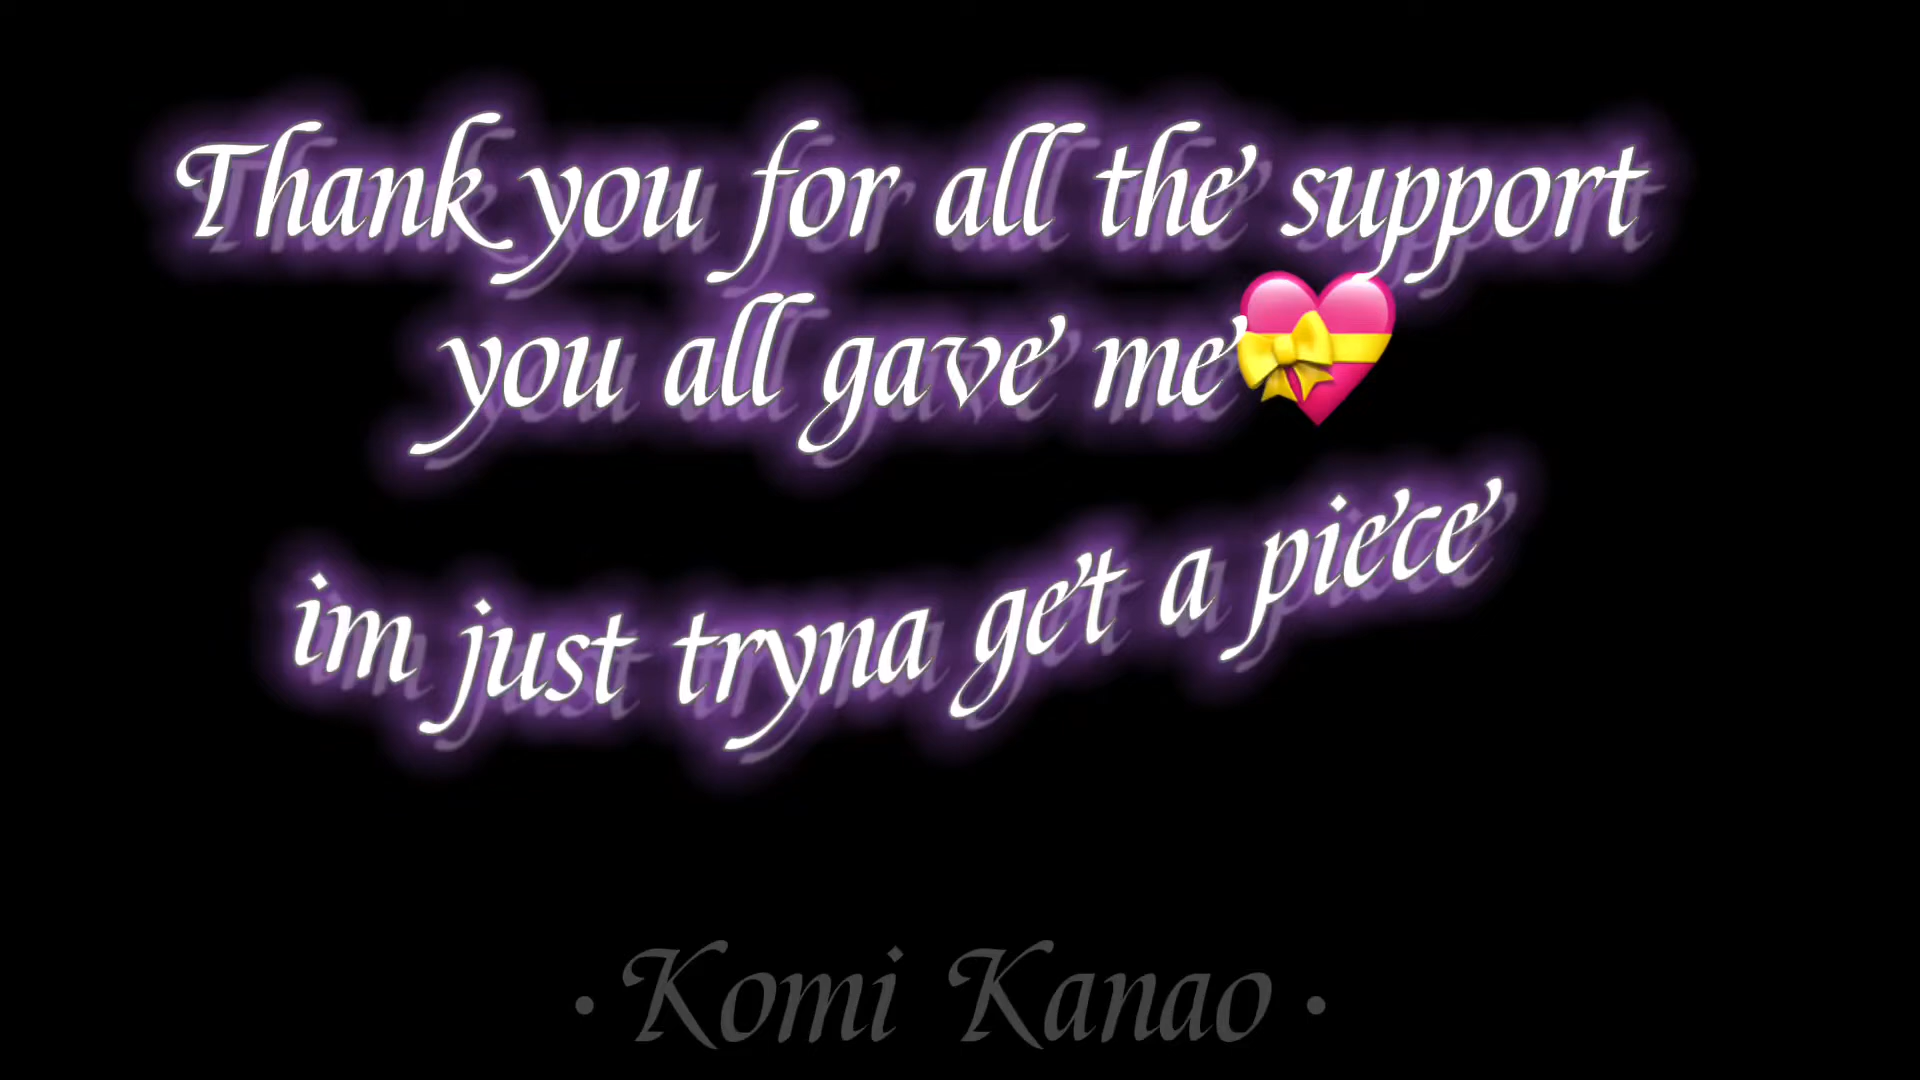 Thank you for all the support
you all gave me💝
im just tryna get a piece
• Komi Kanao •